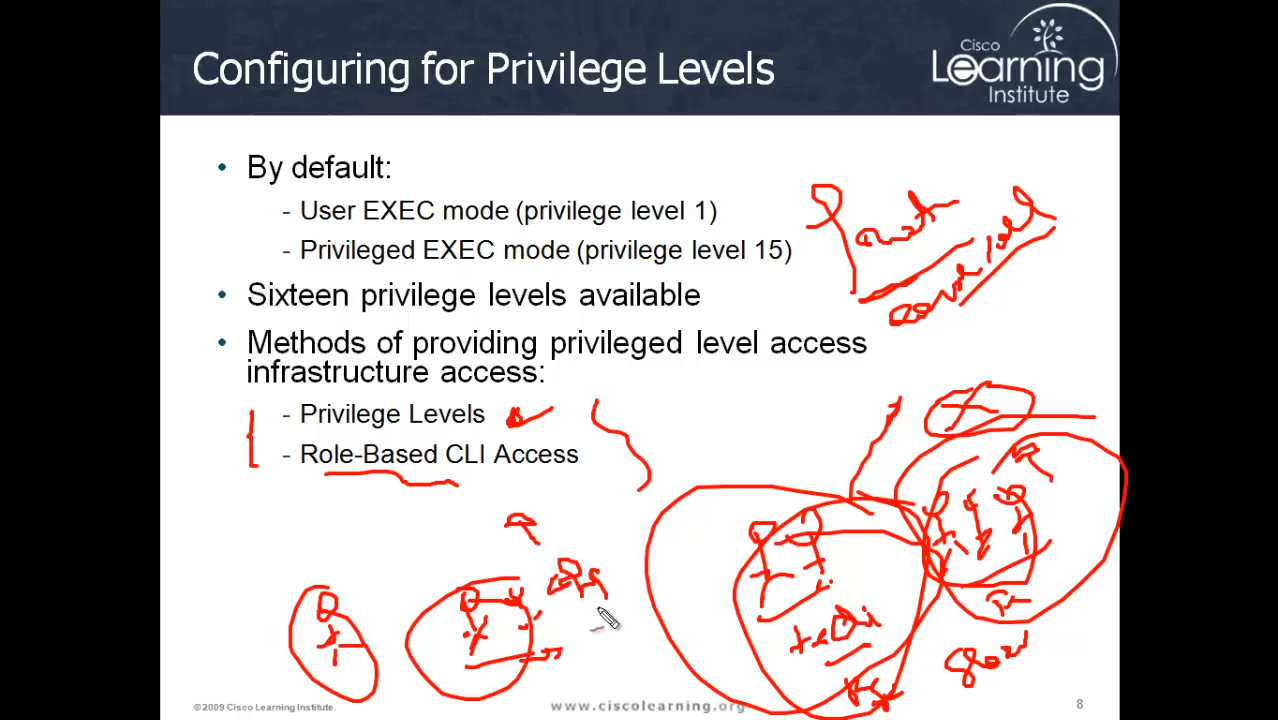 Configuring for Privilege Levels
Cisco
Learning
Institute
• By default:
- User EXEC mode (privilege level 1)
- Privileged EXEC mode (privilege level 15)
• Sixteen privilege levels available
• Methods of providing privileged level access
infrastructure access:
- Privilege Levels
- Role-Based CLI Access
©2009 Cisco Learning Institute.
www.ciscolearning.org
8